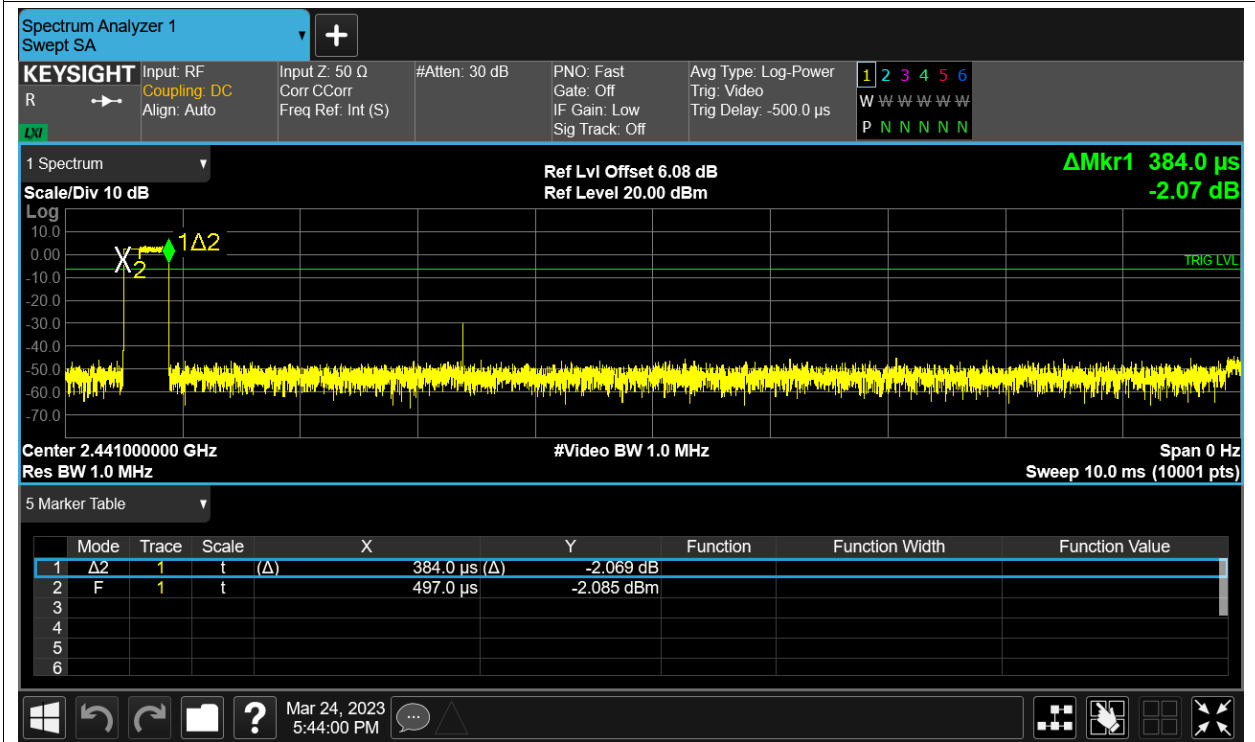 Spectrum Analyzer 1
Swept SA
KEYSIGHT Input: RF Input Z: 50 Ω #Atten: 30 dB PNO: Fast Avg Type: Log-Power 1 2 3 4 5 6
R Coupling: DC Corr CCorr Gate: Off Trig: Video W W W W W W
Align: Auto Freq Ref: Int (S) IF Gain: Low Trig Delay: -500.0 µs
LXI Sig Track: Off P N N N N N
1 Spectrum Ref Lvl Offset 6.08 dB ΔMkr1 384.0 µs
Scale/Div 10 dB Ref Level 20.00 dBm -2.07 dB
Log
10.0
1Δ2
0.00
X2
TRIG LVL
-10.0
-20.0
-30.0
-40.0
-50.0
-60.0
-70.0
Center 2.441000000 GHz #Video BW 1.0 MHz Span 0 Hz
Res BW 1.0 MHz Sweep 10.0 ms (10001 pts)
5 Marker Table
Mode Trace Scale X Y Function Function Width Function Value
1 Δ2 1 t (Δ) 384.0 µs (Δ) -2.069 dB
2 F 1 t 497.0 µs -2.085 dBm
3
4
5
6
? Mar 24, 2023
5:44:00 PM